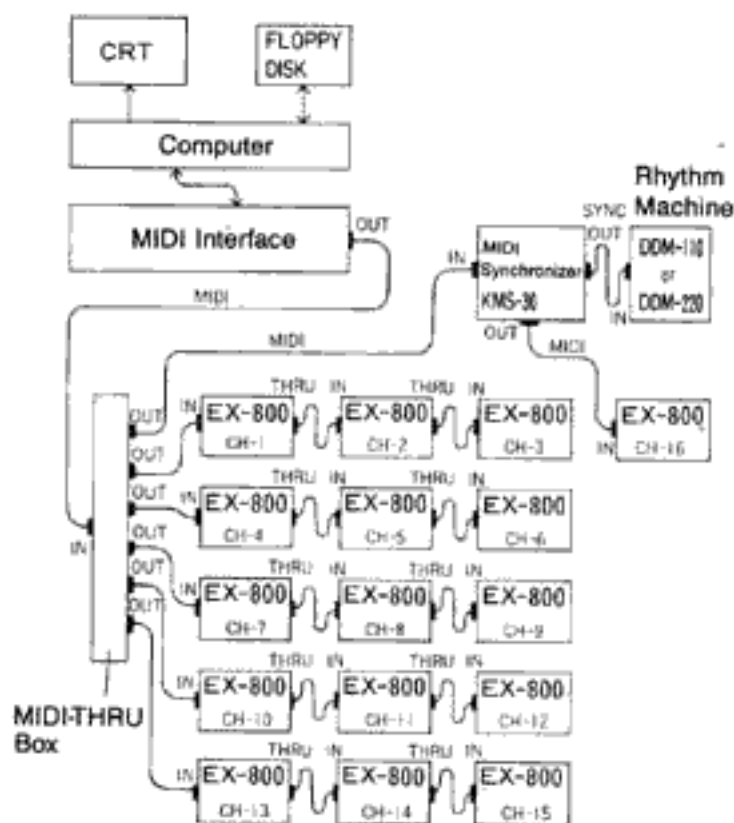 CRT
FLOPPY
DISK
Computer
MIDI Interface
OUT
MIDI
Rhythm
Machine
SYNC
OUT
IN
MIDI
Synchronizer
KMS-30
OUT
DDM-110
or
DDM-220
IN
MIDI
MIDI
IN
EX-800
CH-16
OUT
OUT
OUT
OUT
OUT
OUT
IN
MIDI-THRU
Box
IN
EX-800
CH-1
THRU IN
EX-800
CH-2
THRU IN
EX-800
CH-3
IN
EX-800
CH-4
THRU IN
EX-800
CH-5
THRU IN
EX-800
CH-6
IN
EX-800
CH-7
THRU IN
EX-800
CH-8
THRU IN
EX-800
CH-9
IN
EX-800
CH-10
THRU IN
EX-800
CH-11
THRU IN
EX-800
CH-12
IN
EX-800
CH-13
THRU IN
EX-800
CH-14
THRU IN
EX-800
CH-15